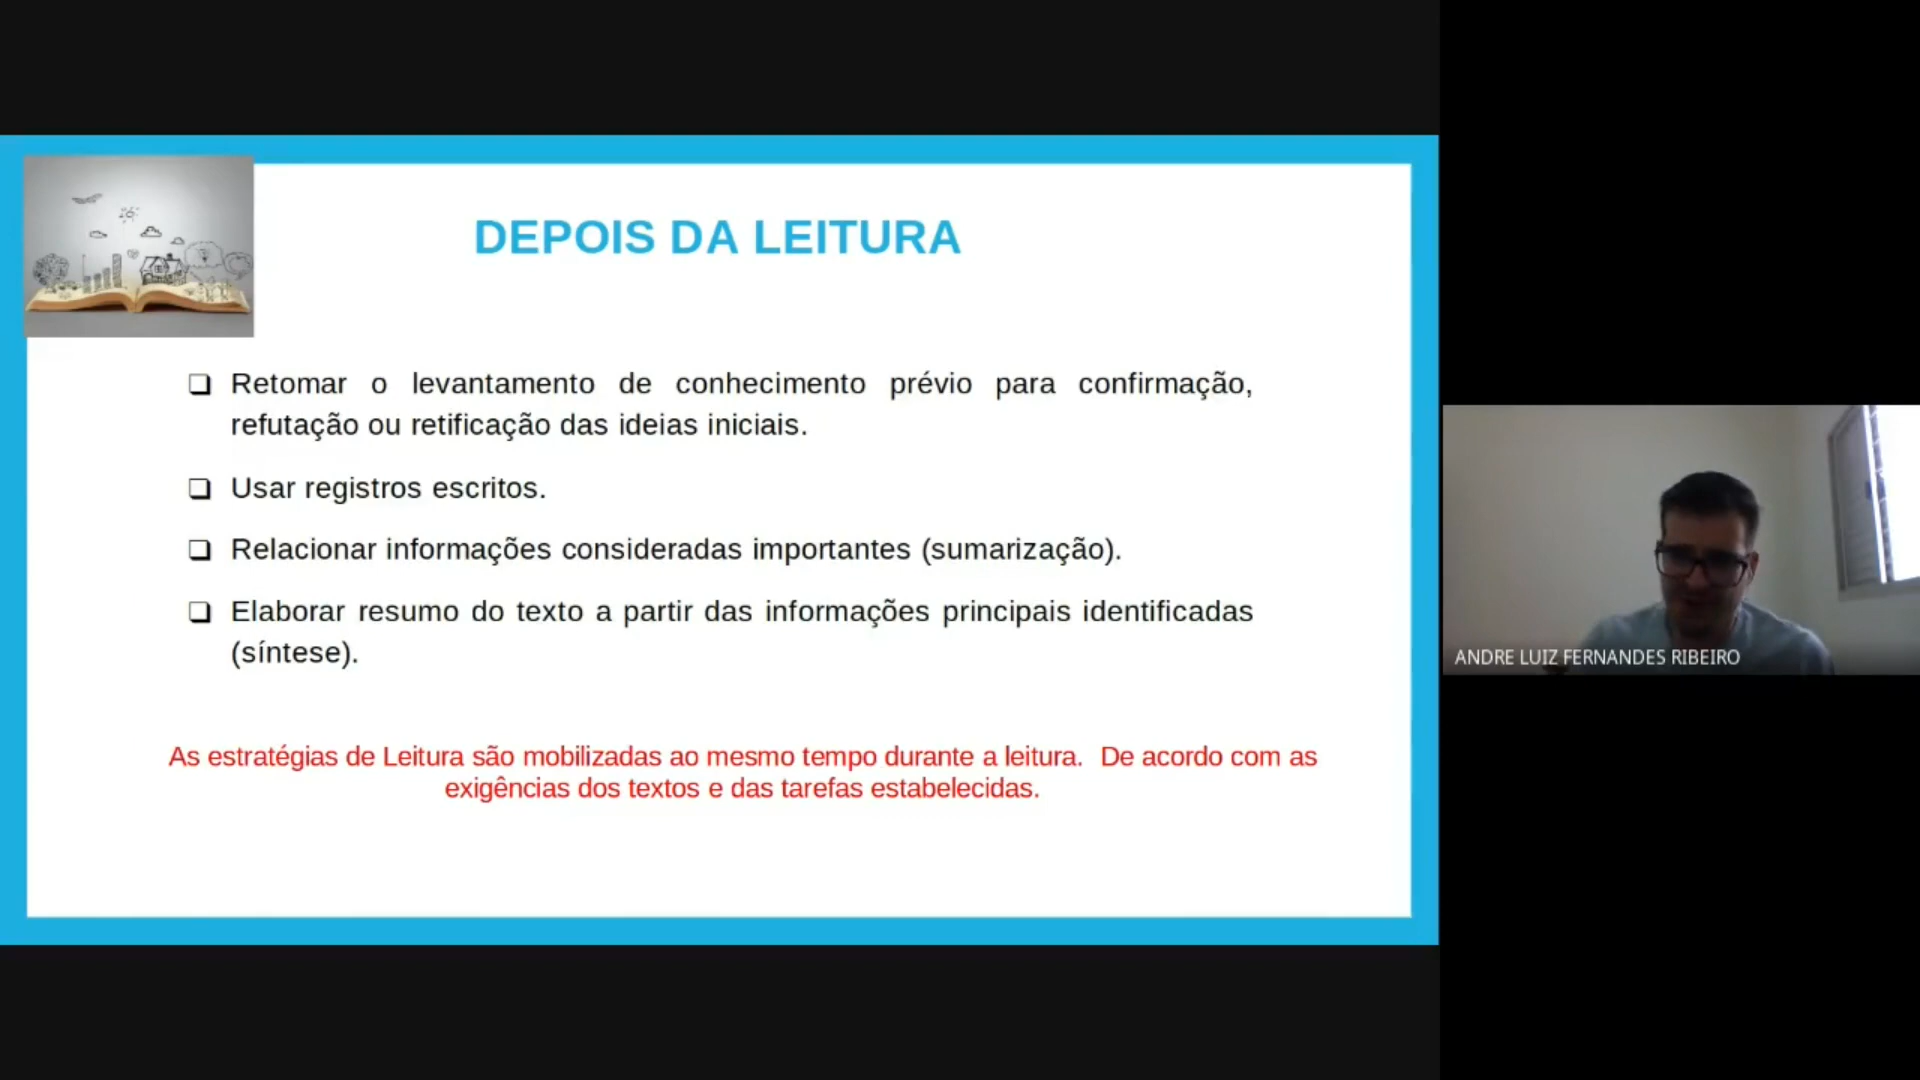 DEPOIS DA LEITURA
❑ Retomar o levantamento de conhecimento prévio para confirmação,
refutação ou retificação das ideias iniciais.
❑ Usar registros escritos.
❑ Relacionar informações consideradas importantes (sumarização).
❑ Elaborar resumo do texto a partir das informações principais identificadas
(síntese).
As estratégias de Leitura são mobilizadas ao mesmo tempo durante a leitura. De acordo com as
exigências dos textos e das tarefas estabelecidas.
ANDRE LUIZ FERNANDES RIBEIRO